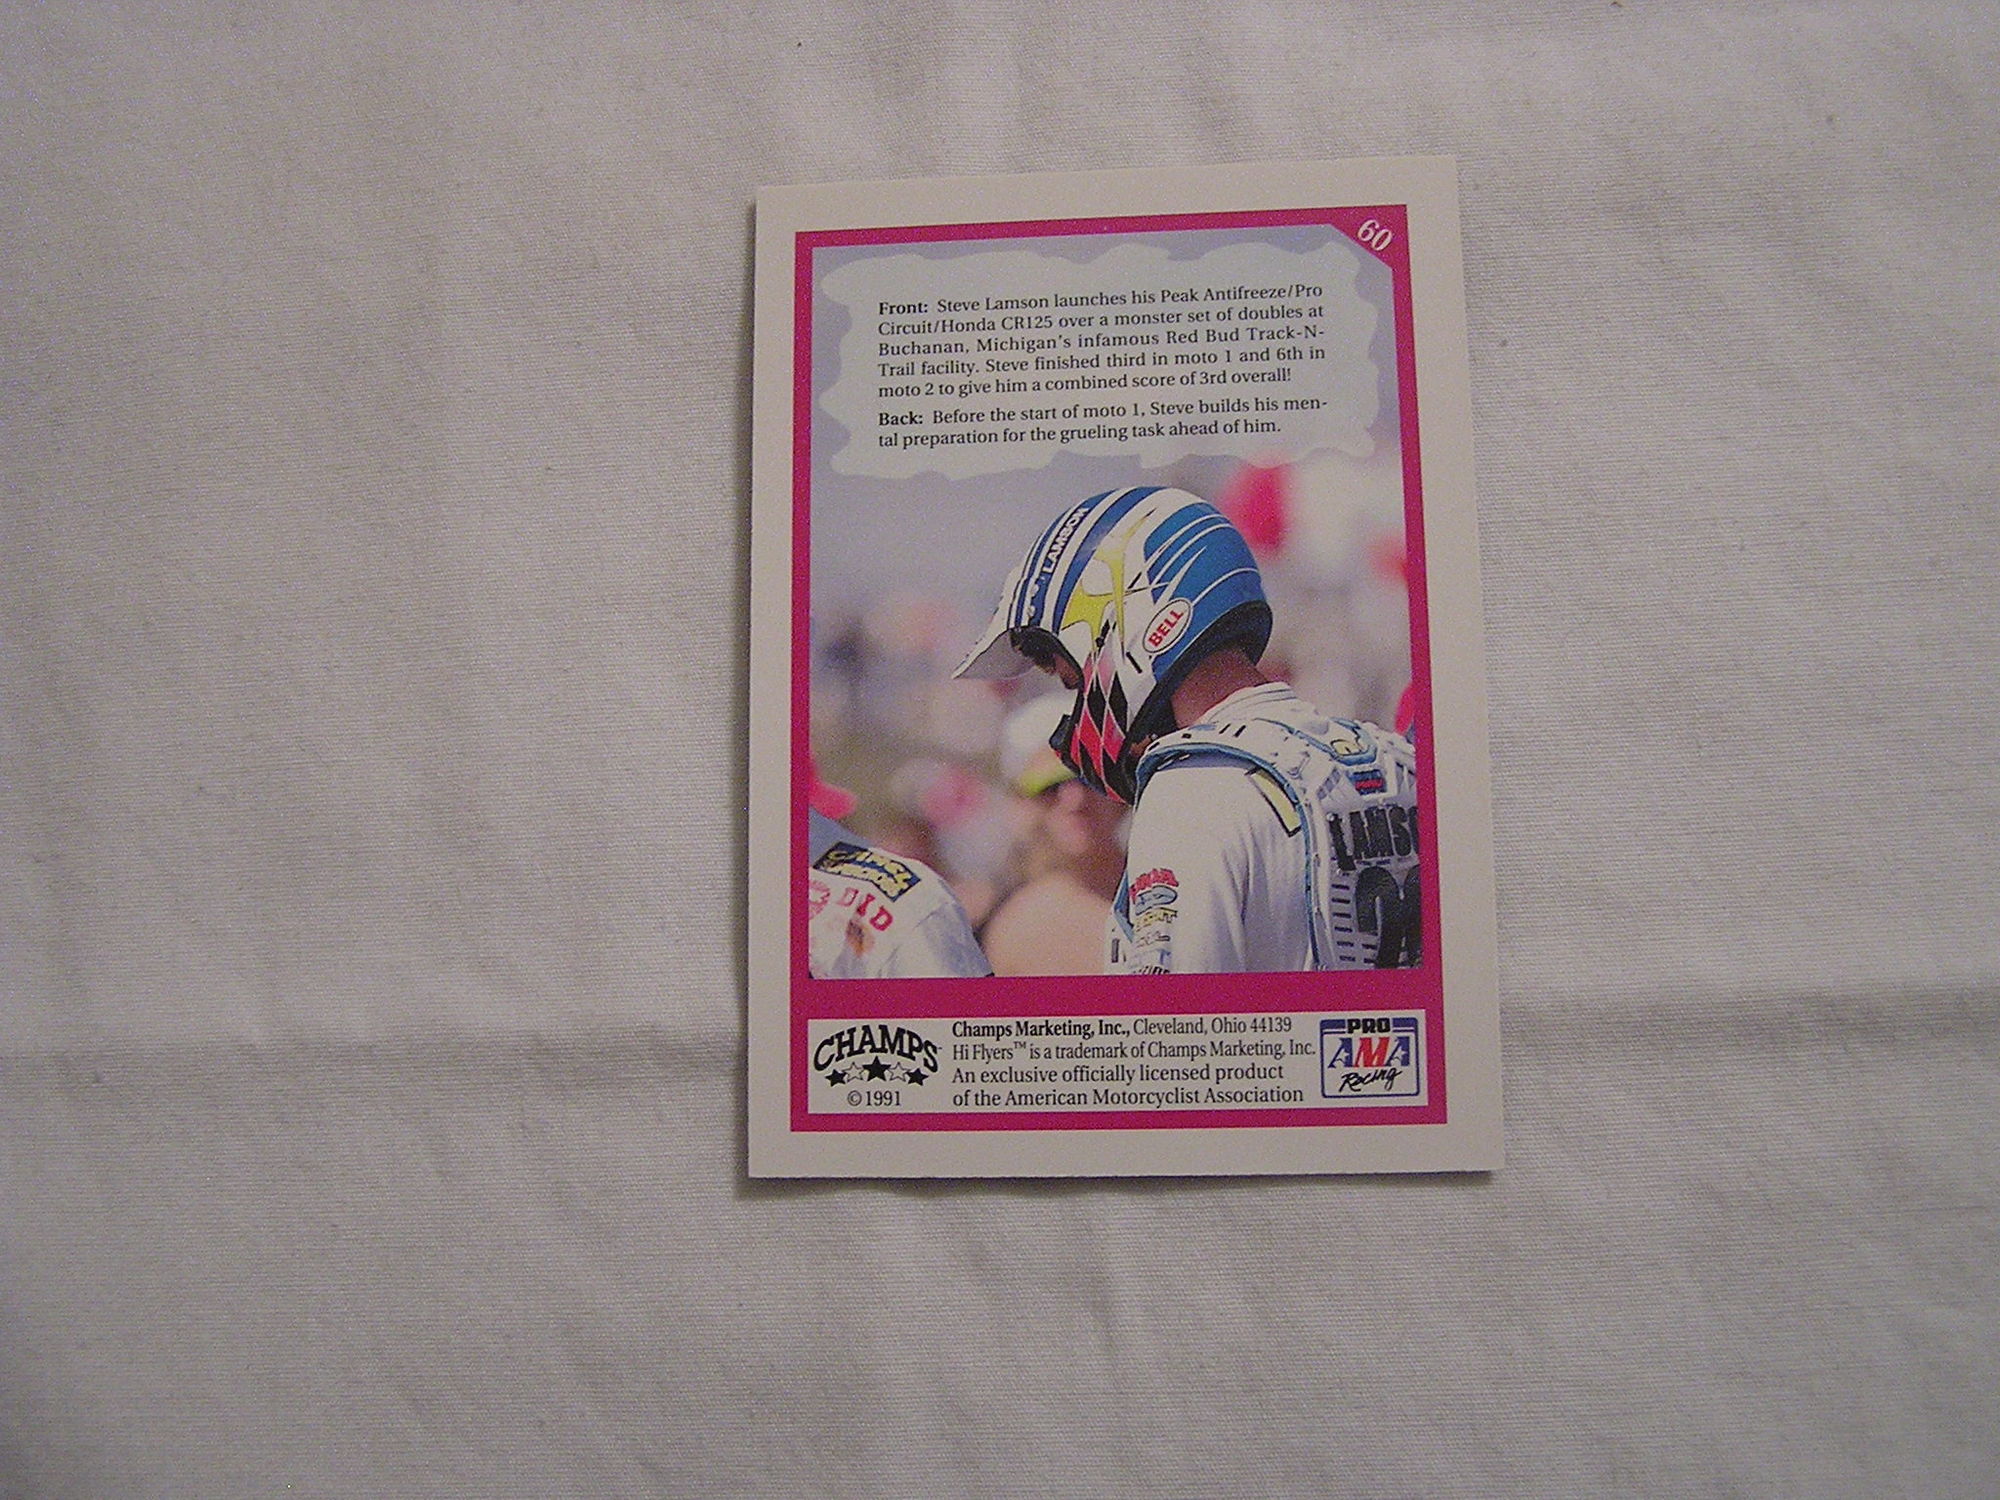 60
Front: Steve Lamson launches his Peak Antifreeze/Pro
Circuit/Honda CR125 over a monster set of doubles at
Buchanan, Michigan's infamous Red Bud Track-N-
Trail facility. Steve finished third in moto 1 and 6th in
moto 2 to give him a combined score of 3rd overall!
Back: Before the start of moto 1, Steve builds his men-
tal preparation for the grueling task ahead of him.
LAMSON
BELL
LAMSO
DID
CHAMPS
©1991
Champs Marketing, Inc., Cleveland, Ohio 44139
Hi Flyers™ is a trademark of Champs Marketing, Inc.
An exclusive officially licensed product
of the American Motorcyclist Association
PRO
AMA
Racing